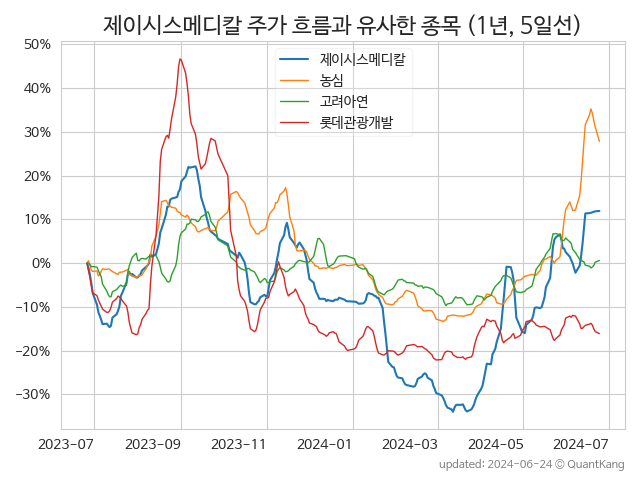 제이시스메디칼 주가 흐름과 유사한 종목 (1년, 5일선)
50%
40%
30%
20%
10%
0%
−10%
−20%
−30%
제이시스메디칼
농심
고려아연
롯데관광개발
2023-07
2023-09
2023-11
2024-01
2024-03
2024-05
2024-07
updated: 2024-06-24 © QuantKang